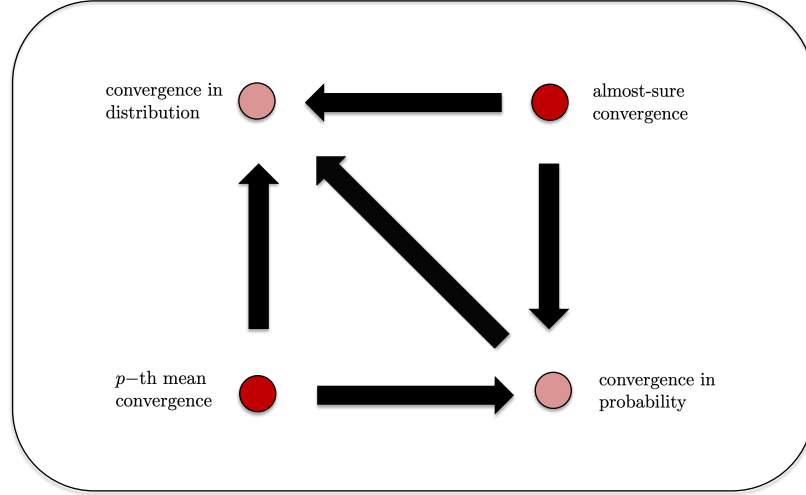 convergence in
distribution
almost-sure
convergence
p−th mean
convergence
convergence in
probability